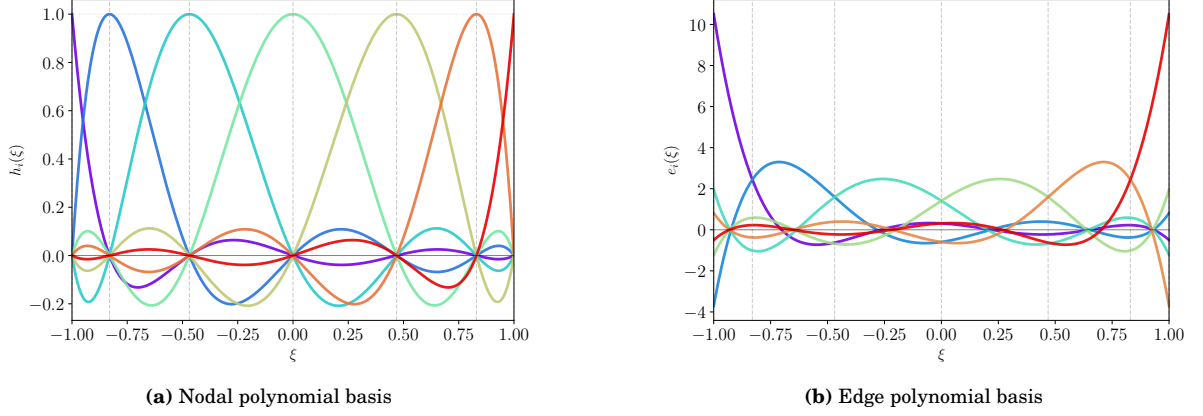 1.0
0.8
0.6
0.4
0.2
0.0
−0.2
h_i(ξ)
−1.00 −0.75 −0.50 −0.25 0.00 0.25 0.50 0.75 1.00
ξ
(a) Nodal polynomial basis
10
8
6
4
2
0
−2
−4
e_i(ξ)
−1.00 −0.75 −0.50 −0.25 0.00 0.25 0.50 0.75 1.00
ξ
(b) Edge polynomial basis